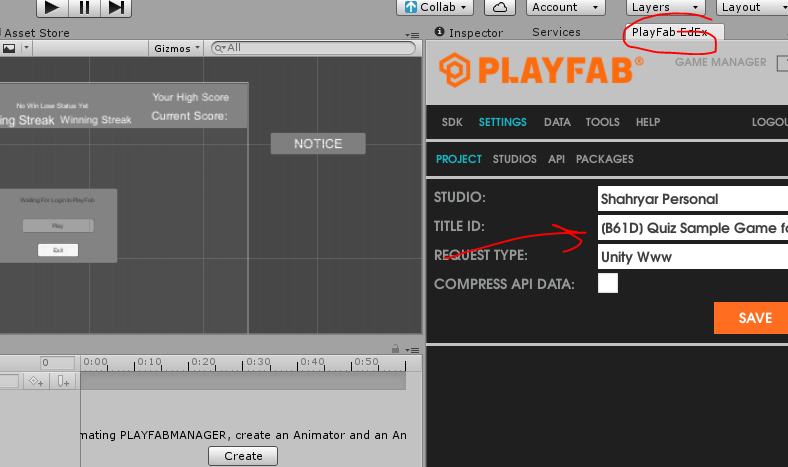 Collab Account Layers Layout
Asset Store
Inspector Services PlayFab EdEx
Gizmos All
PLAYFAB® GAME MANAGER
No Win Lose Status Yet
Your High Score
ing Streak Winning Streak Current Score:
NOTICE
SDK SETTINGS DATA TOOLS HELP LOGOU
PROJECT STUDIOS API PACKAGES
STUDIO: Shahryar Personal
Waiting For Login to PlayFab
Play
Exit
TITLE ID: [B61D] Quiz Sample Game fo
REQUEST TYPE: Unity Www
COMPRESS API DATA:
SAVE
0 0:00 0:10 0:20 0:30 0:40 0:50
mating PLAYFABMANAGER, create an Animator and an An
Create